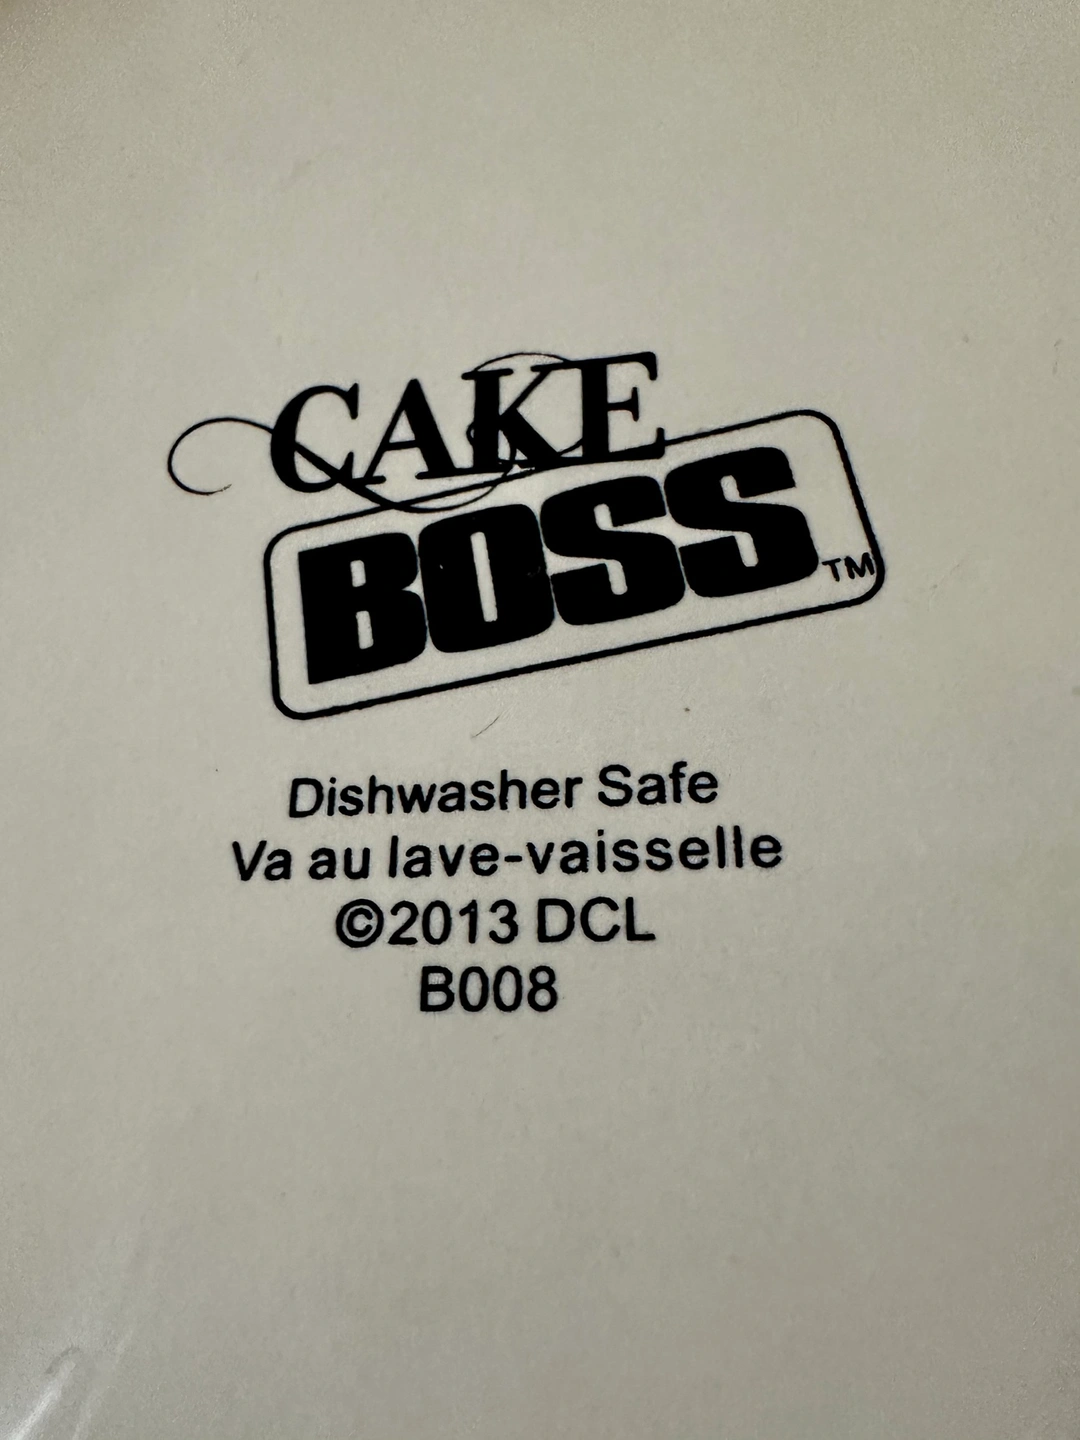 CAKE
BOSS™
Dishwasher Safe
Va au lave-vaisselle
©2013 DCL
B008